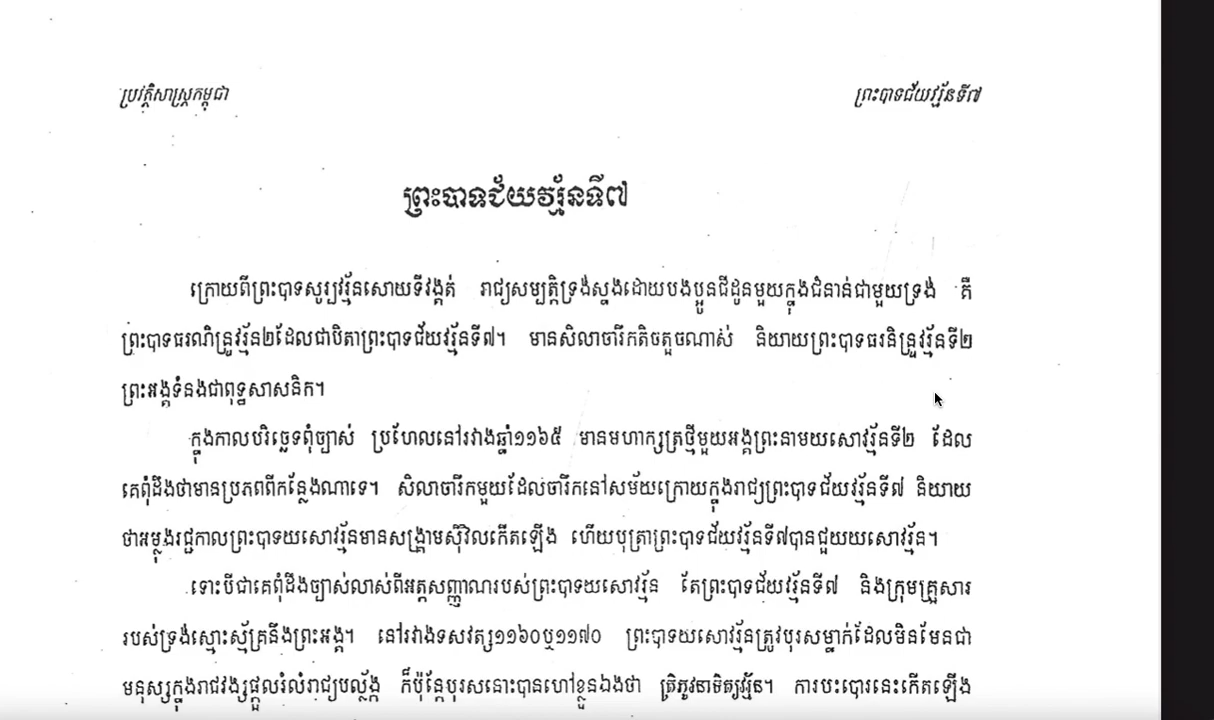 ប្រវត្តិសាស្ត្រកម្ពុជា
ព្រះបាទជ័យវរ្ម័នទី៧
ព្រះបាទជ័យវរ្ម័នទី៧
ក្រោយពីព្រះបាទសូរ្យវរ្ម័នសោយទីវង្គត់ រាជ្យសម្បត្តិទ្រង់ស្នងដោយបងប្អូនជីដូនមួយក្នុងជំនាន់ជាមួយទ្រង់ គឺ
ព្រះបាទធរណិន្ទ្រវរ្ម័ន២ដែលជាបិតាព្រះបាទជ័យវរ្ម័នទី៧។ មានសិលាចារឹកតិចតួចណាស់ និយាយព្រះបាទធរនិន្ទ្រវរ្ម័នទី២
ព្រះអង្គទំនងជាពុទ្ធសាសនិក។
ក្នុងកាលបរិច្ឆេទពុំច្បាស់ ប្រហែលនៅរវាងឆ្នាំ១១៦៥ មានមហាក្សត្រថ្មីមួយអង្គព្រះនាមយសោវរ្ម័នទី២ ដែល
គេពុំដឹងថាមានប្រភពពីកន្លែងណាទេ។ សិលាចារឹកមួយដែលចារឹកនៅសម័យក្រោយក្នុងរាជ្យព្រះបាទជ័យវរ្ម័នទី៧ និយាយ
ថាអម្លុងរជ្ជកាលព្រះបាទយសោវរ្ម័នមានសង្គ្រាមស៊ីវិលកើតឡើង ហើយបុត្រាព្រះបាទជ័យវរ្ម័នទី៧បានជួយយសោវរ្ម័ន។
ទោះបីជាគេពុំដឹងច្បាស់លាស់ពីអត្តសញ្ញាណរបស់ព្រះបាទយសោវរ្ម័ន តែព្រះបាទជ័យវរ្ម័នទី៧ និងក្រុមគ្រួសារ
របស់ទ្រង់ស្មោះស្ម័គ្រនឹងព្រះអង្គ។ នៅរវាងទសវត្ស១១៦០ឬ១១៧០ ព្រះបាទយសោវរ្ម័នត្រូវបុរសម្នាក់ដែលមិនមែនជា
មនុស្សក្នុងរាជវង្សផ្តួលរំលំរាជ្យបល្ល័ង្ក ក៏ប៉ុន្តែបុរសនោះបានហៅខ្លួនឯងថា ត្រិភូវនាទិត្យវរ្ម័ន។ ការបះបោរនេះកើតឡើង